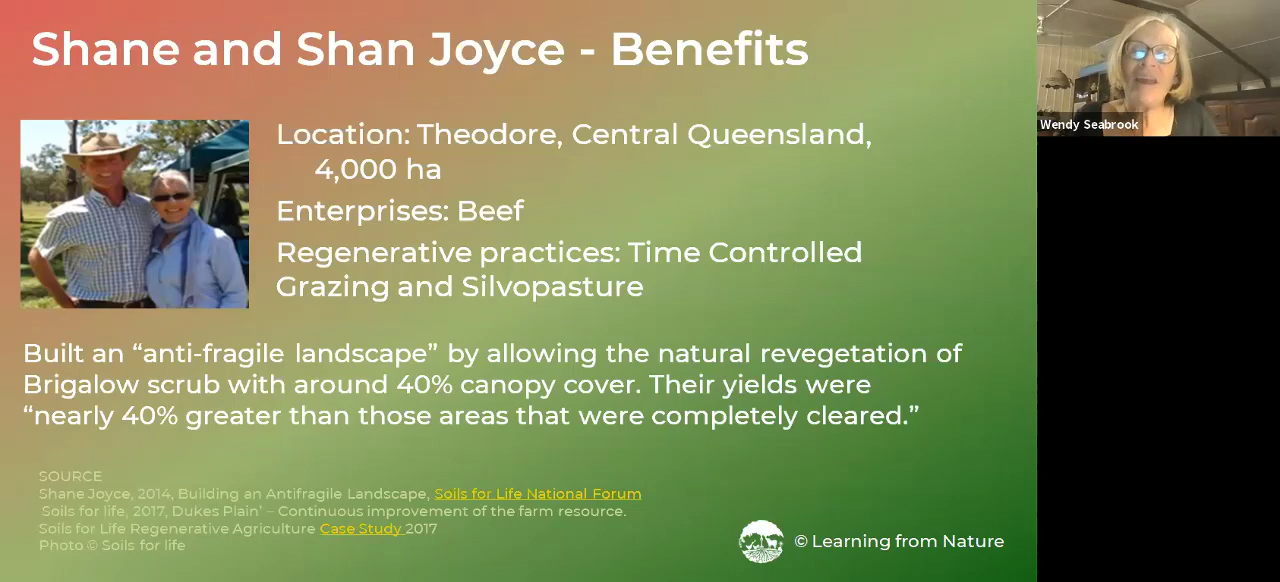 Shane and Shan Joyce - Benefits
Wendy Seabrook
Location: Theodore, Central Queensland,
4,000 ha
Enterprises: Beef
Regenerative practices: Time Controlled
Grazing and Silvopasture
Built an “anti-fragile landscape” by allowing the natural revegetation of
Brigalow scrub with around 40% canopy cover. Their yields were
“nearly 40% greater than those areas that were completely cleared.”
SOURCE
Shane Joyce, 2014, Building an Antifragile Landscape, Soils for Life National Forum
Soils for life, 2017, Dukes Plain’ – Continuous improvement of the farm resource.
Soils for Life Regenerative Agriculture Case Study 2017
Photo © Soils for life
© Learning from Nature